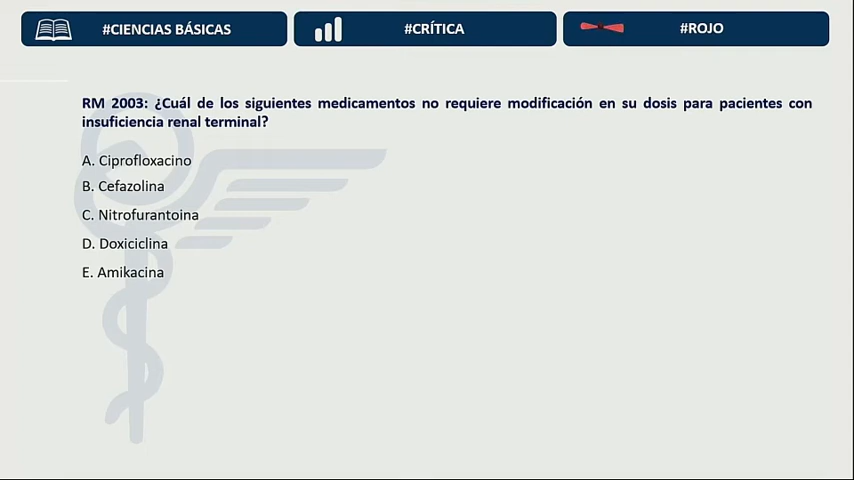 #CIENCIAS BÁSICAS
#CRÍTICA
#ROJO
RM 2003: ¿Cuál de los siguientes medicamentos no requiere modificación en su dosis para pacientes con
insuficiencia renal terminal?
A. Ciprofloxacino
B. Cefazolina
C. Nitrofurantoina
D. Doxiciclina
E. Amikacina